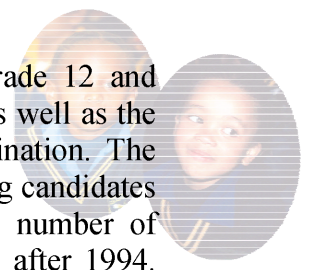 rade 12 and
s well as the
ination. The
g candidates
number of
after 1994.